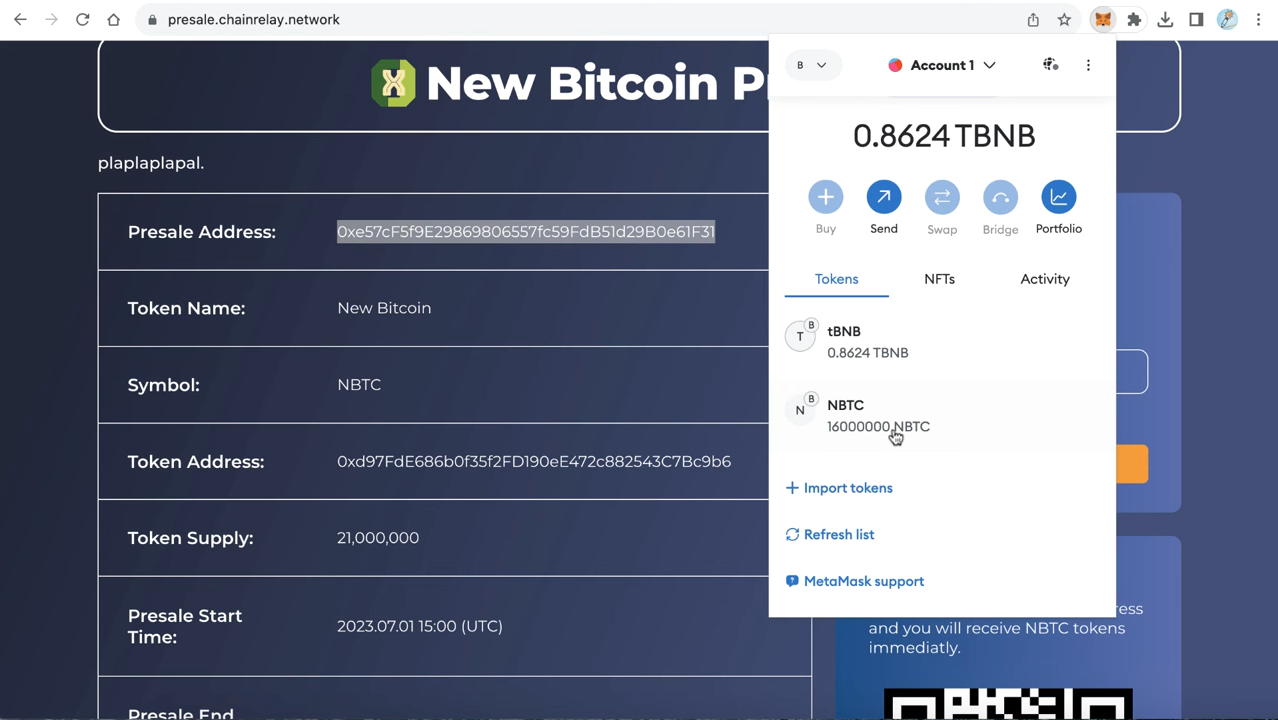 presale.chainrelay.network
New Bitcoin P
plaplaplapal.
Presale Address:
0xe57cF5f9E29869806557fc59FdB51d29B0e61F31
Token Name:
New Bitcoin
Symbol:
NBTC
Token Address:
0xd97FdE686b0f35f2FD190eE472c882543C7Bc9b6
Token Supply:
21,000,000
Presale Start
Time:
2023.07.01 15:00 (UTC)
Presale End
B
Account 1
0.8624 TBNB
Buy
Send
Swap
Bridge
Portfolio
Tokens
NFTs
Activity
T
B
tBNB
0.8624 TBNB
N
B
NBTC
16000000 NBTC
Import tokens
Refresh list
MetaMask support
ress
and you will receive NBTC tokens
immediatly.